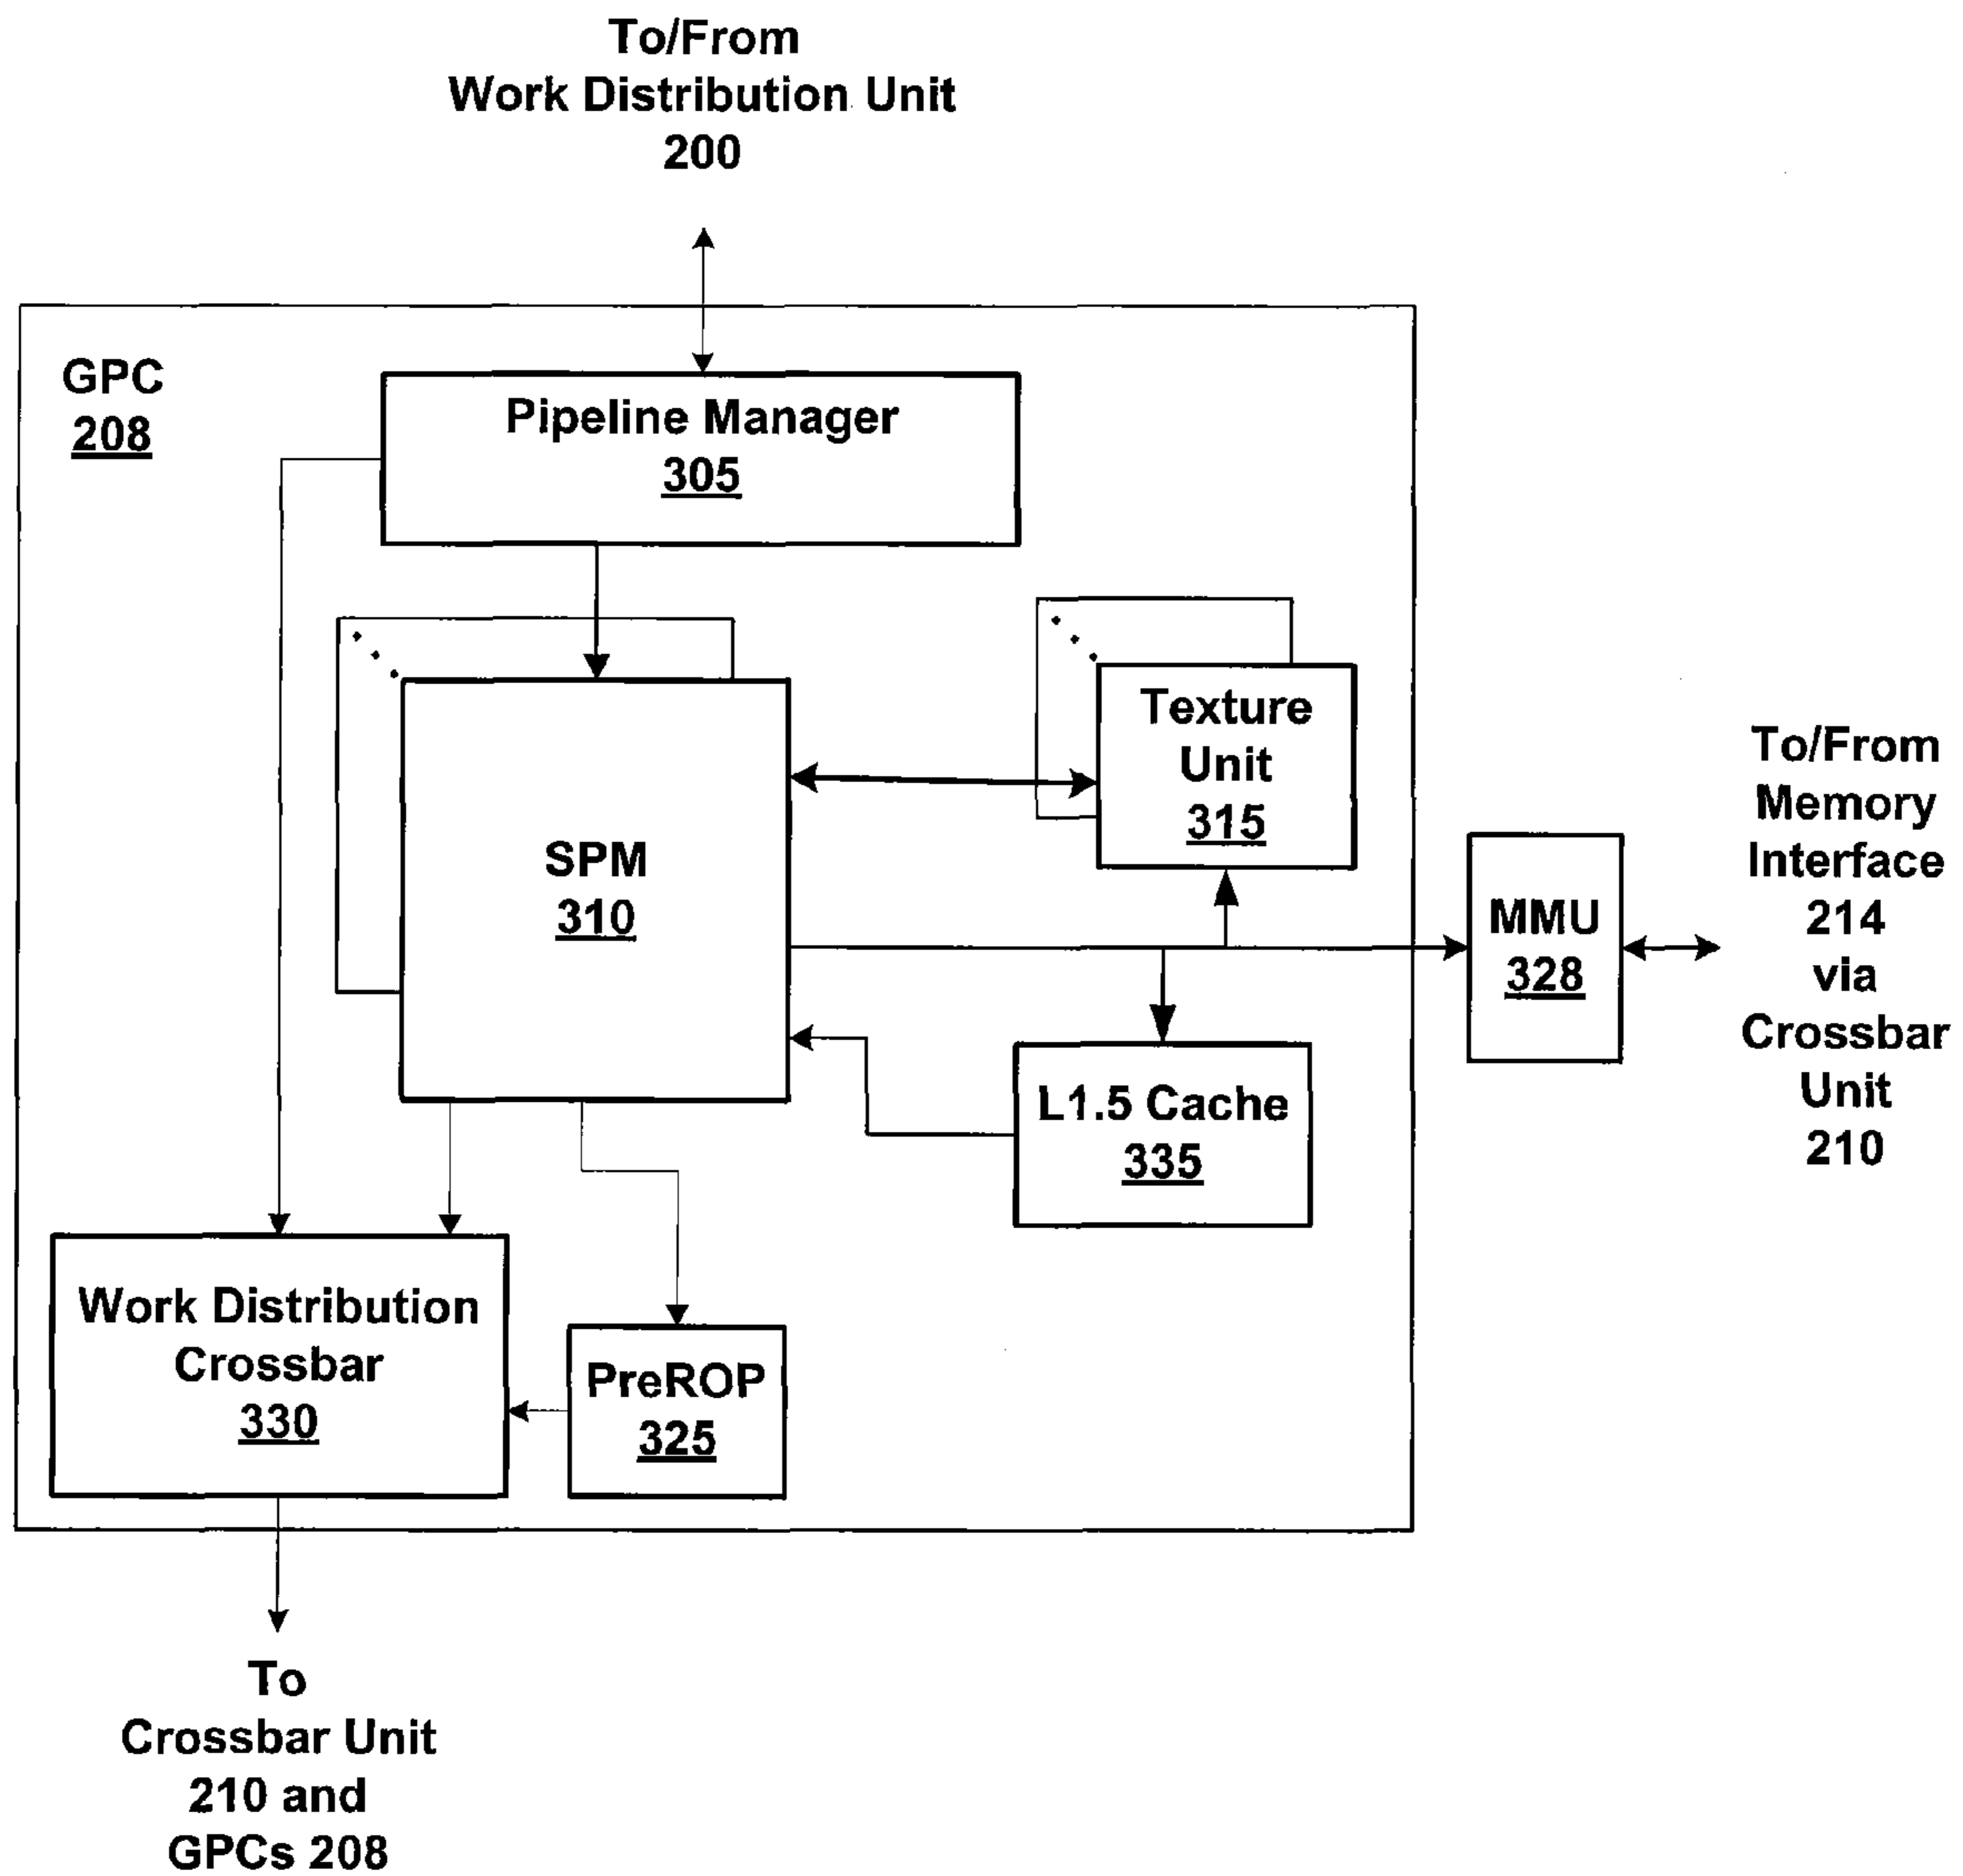 To/From
Work Distribution Unit
200
GPC
208
Pipeline Manager
305
Texture
Unit
315
SPM
310
To/From
Memory
Interface
214
via
Crossbar
Unit
210
MMU
328
L1.5 Cache
335
Work Distribution
Crossbar
330
PreROP
325
To
Crossbar Unit
210 and
GPCs 208